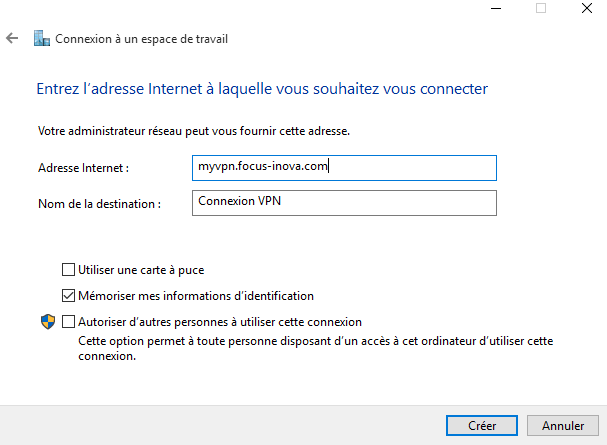 Connexion à un espace de travail
Entrez l’adresse Internet à laquelle vous souhaitez vous connecter
Votre administrateur réseau peut vous fournir cette adresse.
Adresse Internet : myvpn.focus-inova.com
Nom de la destination : Connexion VPN
Utiliser une carte à puce
Mémoriser mes informations d’identification
Autoriser d’autres personnes à utiliser cette connexion
Cette option permet à toute personne disposant d’un accès à cet ordinateur d’utiliser cette
connexion.
Créer Annuler